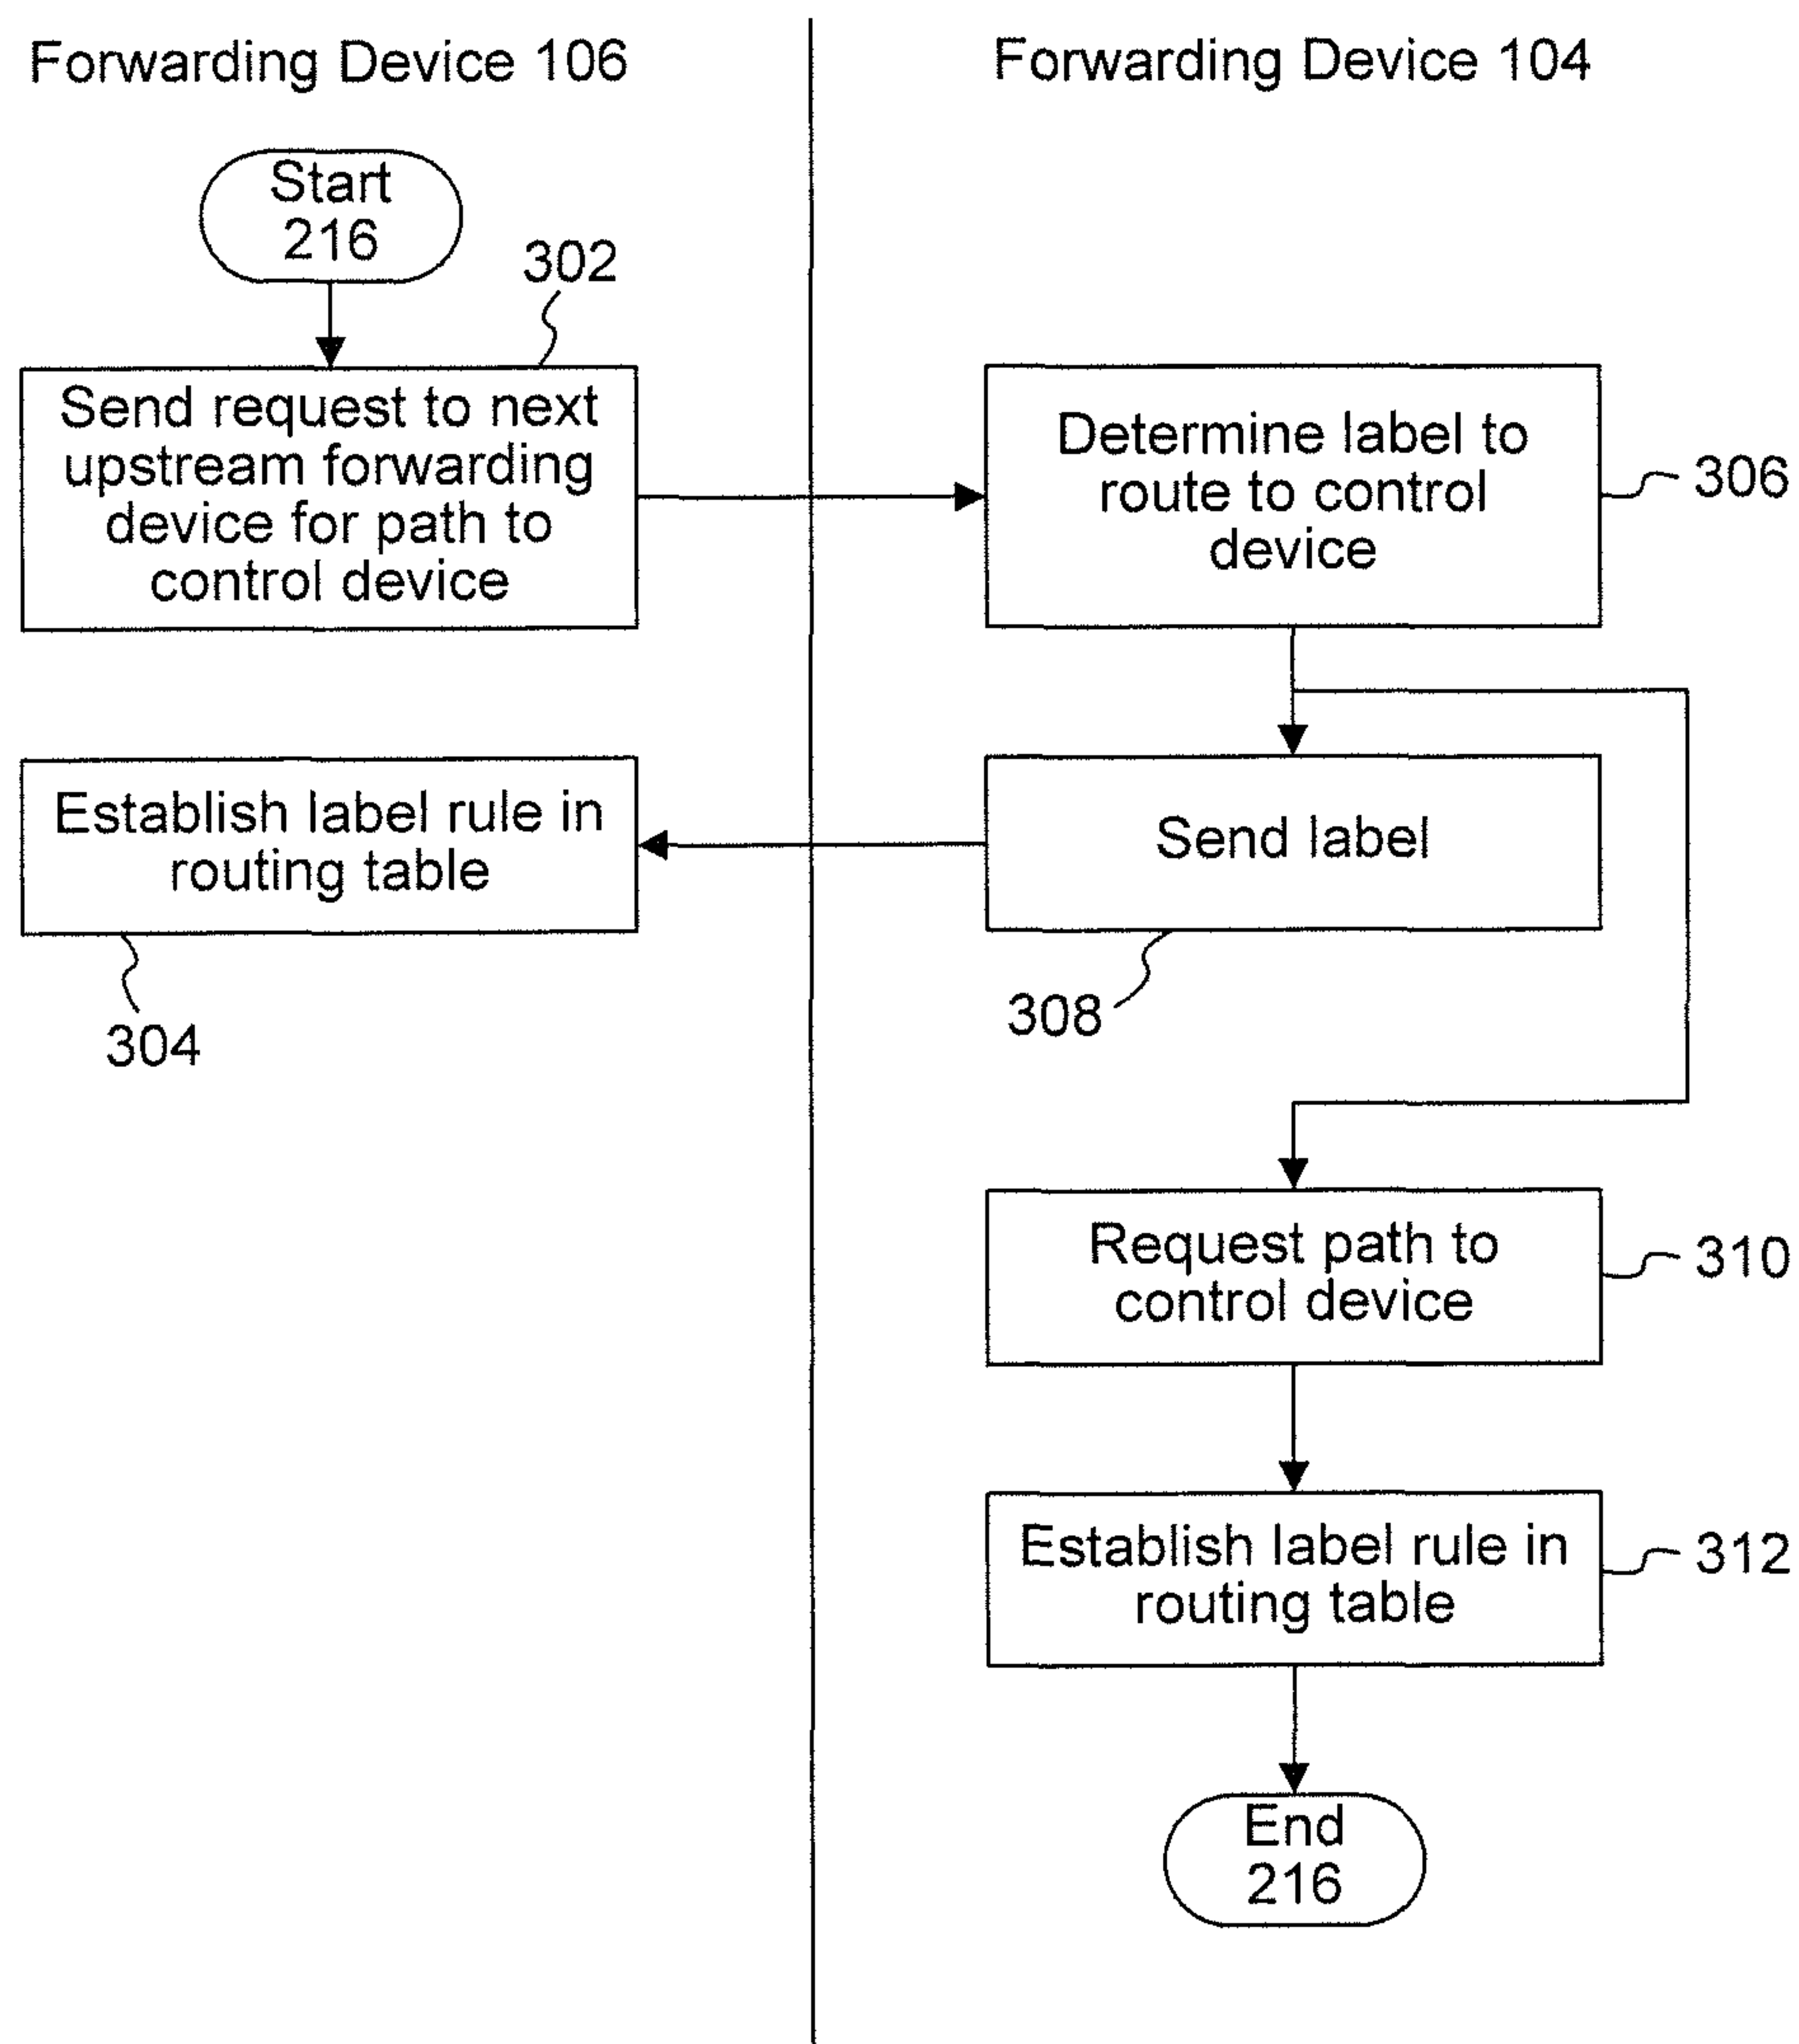 Forwarding Device 106
Forwarding Device 104
Start
216
302
Send request to next
upstream forwarding
device for path to
control device
Determine label to
route to control
device
306
Establish label rule in
routing table
304
Send label
308
Request path to
control device
310
Establish label rule in
routing table
312
End
216